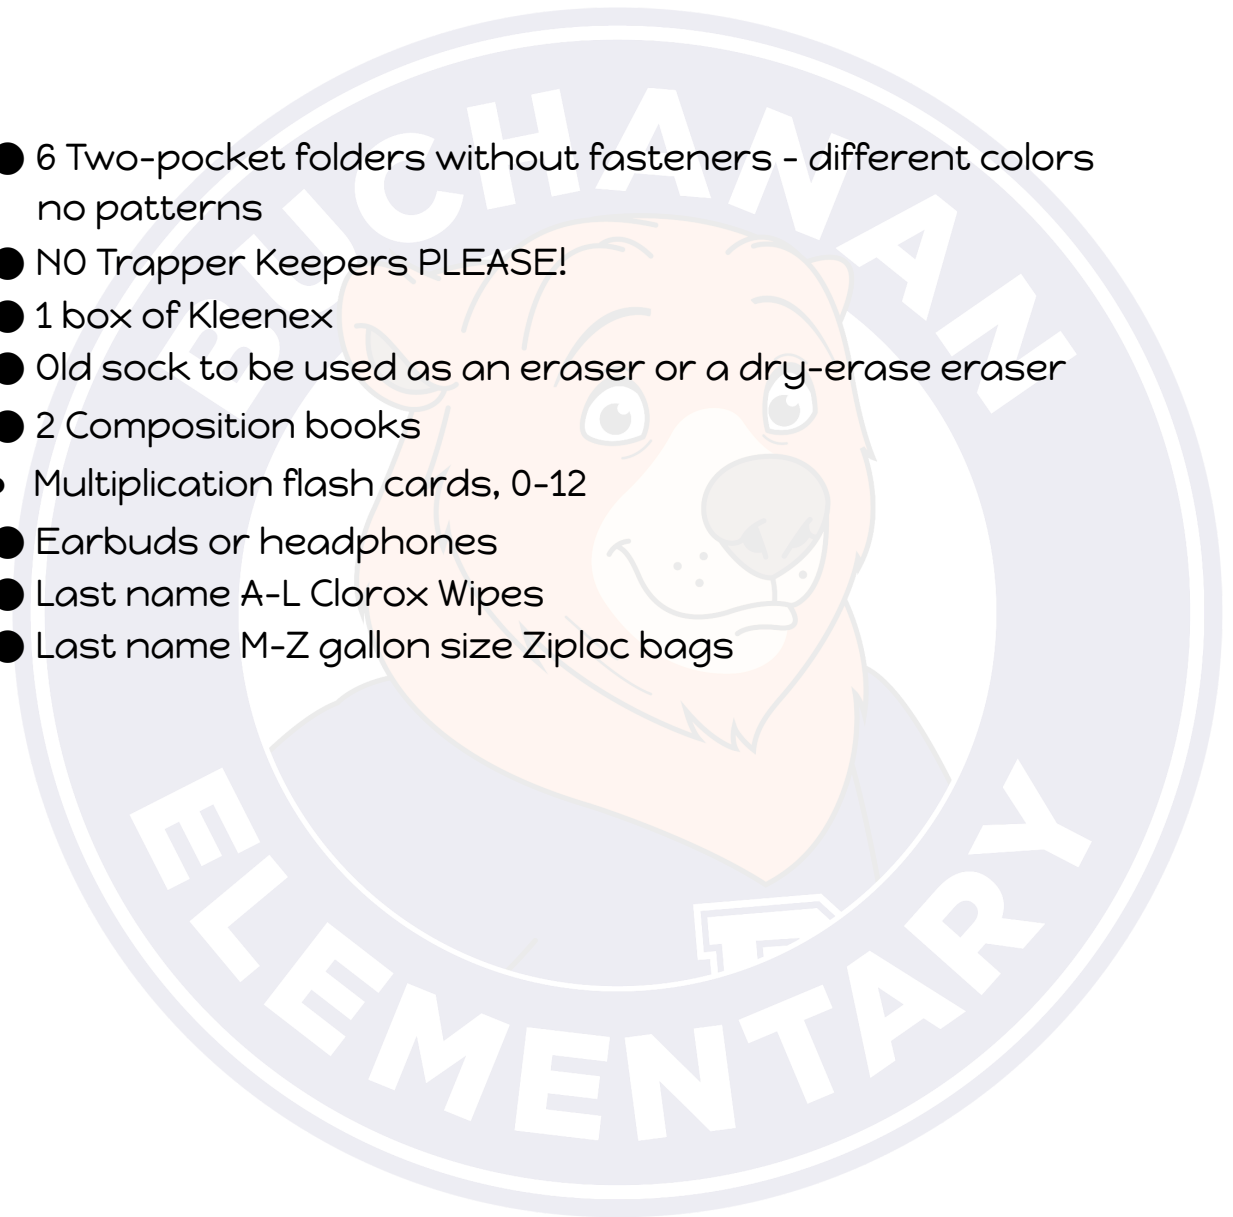 BUCHANAN
● 6 Two-pocket folders without fasteners - different colors
no patterns
● NO Trapper Keepers PLEASE!
● 1 box of Kleenex
● Old sock to be used as an eraser or a dry-erase eraser
● 2 Composition books
• Multiplication flash cards, 0-12
● Earbuds or headphones
● Last name A-L Clorox Wipes
● Last name M-Z gallon size Ziploc bags
ELEMENTARY